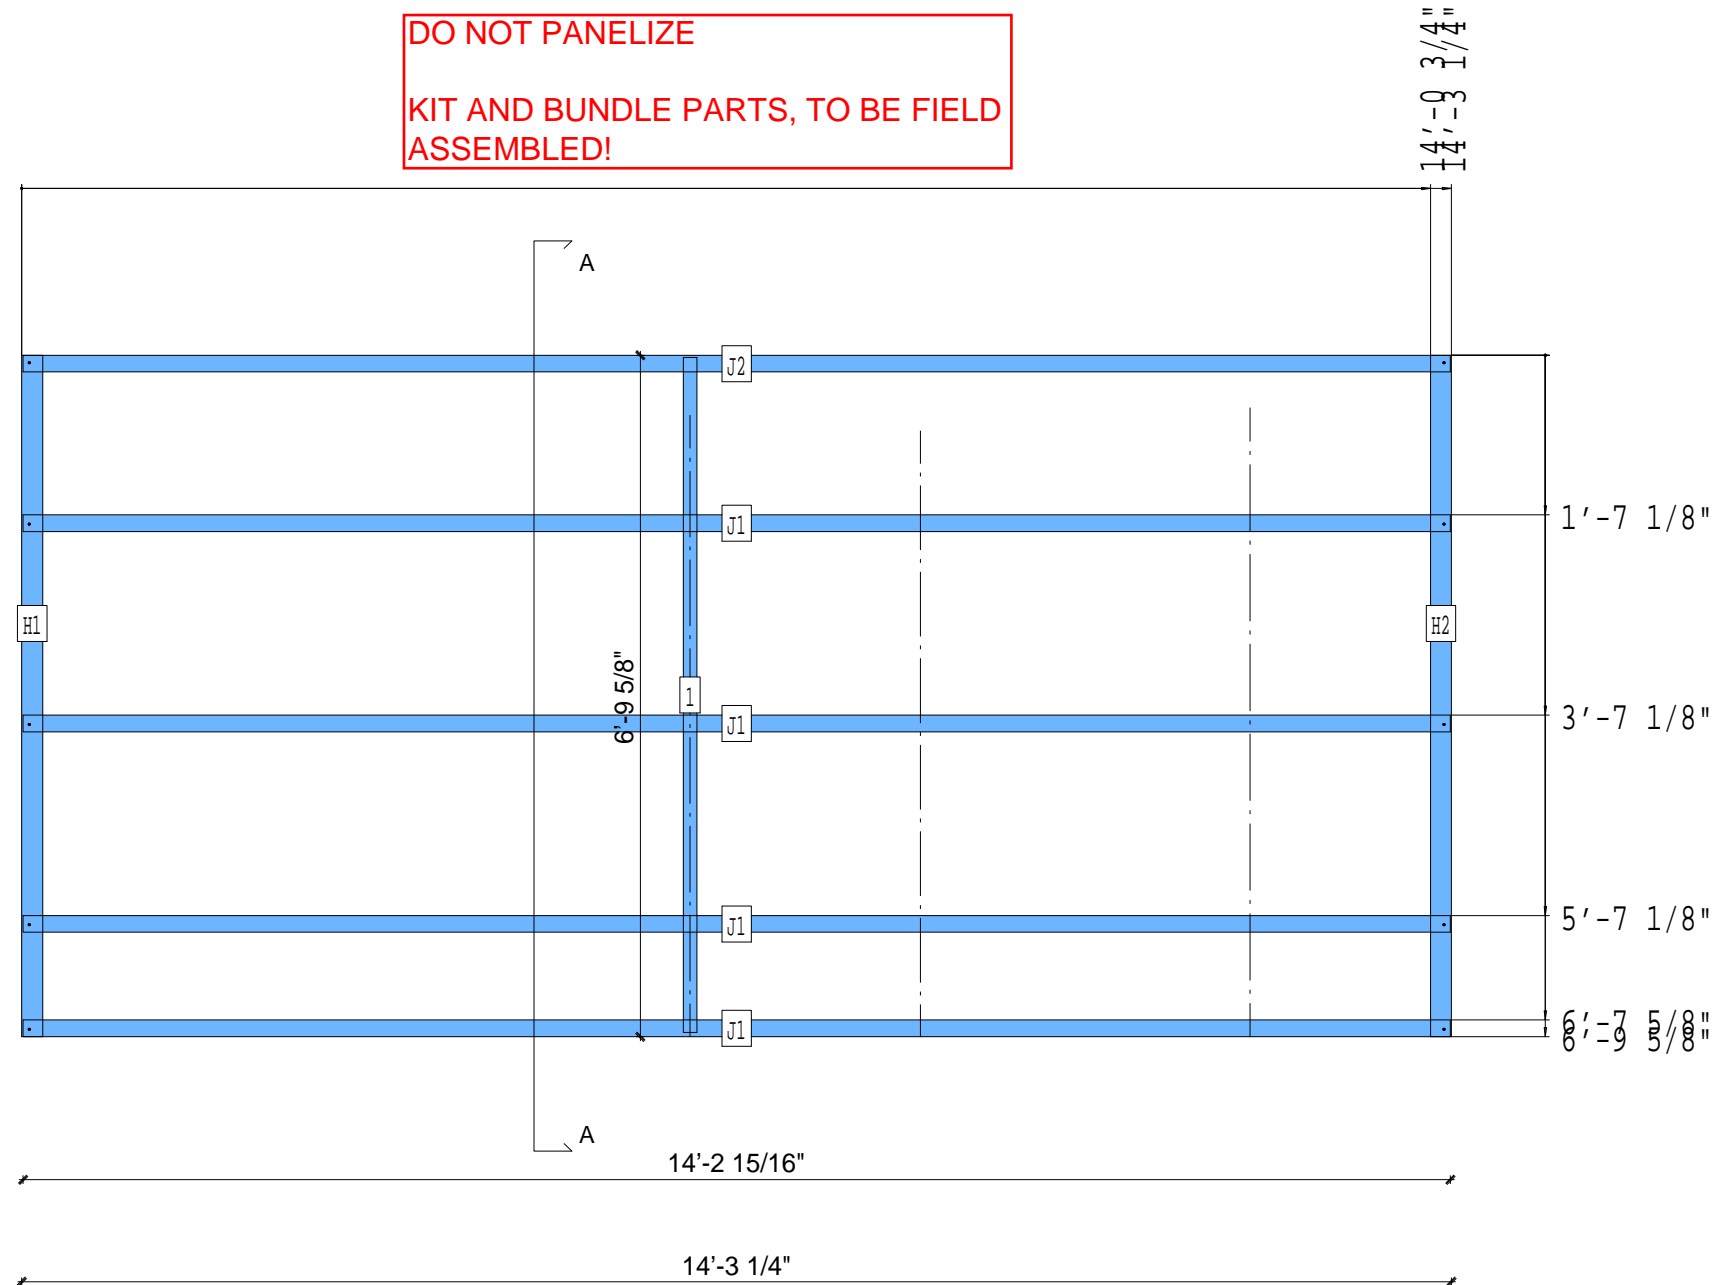 DO NOT PANELIZE
KIT AND BUNDLE PARTS, TO BE FIELD
ASSEMBLED!
14'-0 3/4"
14'-3 1/4"
A
J2
J1
1'-7 1/8"
H1
H2
6'-9 5/8"
1
J1
3'-7 1/8"
J1
5'-7 1/8"
J1
6'-7 5/8"
6'-9 5/8"
A
14'-2 15/16"
14'-3 1/4"